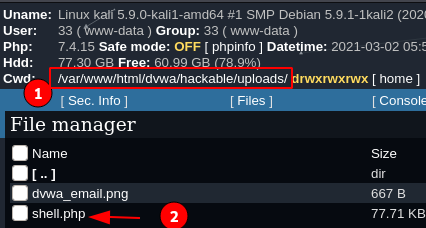 Uname: Linux kali 5.9.0-kali1-amd64 #1 SMP Debian 5.9.1-1kali2 (202
User: 33 ( www-data ) Group: 33 ( www-data )
Php: 7.4.15 Safe mode: OFF [ phpinfo ] Datetime: 2021-03-02 05:5
Hdd: 77.30 GB Free: 60.99 GB (78.9%)
Cwd: /var/www/html/dvwa/hackable/uploads/ drwxrwxrwx [ home ]
1
[ Sec. Info ] [ Files ] [ Console
File manager
Name Size
[ .. ] dir
dvwa_email.png 667 B
shell.php 2 77.71 KB